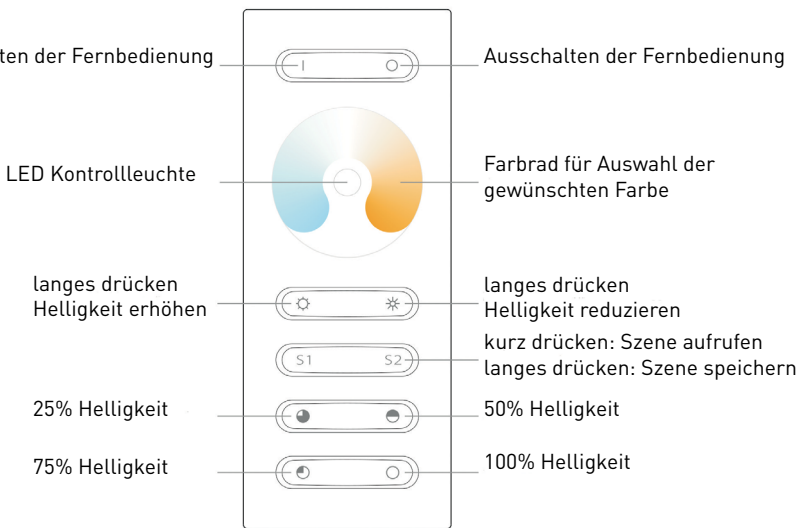 der Fernbedienung
Ausschalten der Fernbedienung
LED Kontrollleuchte
Farbrad für Auswahl der
gewünschten Farbe
langes drücken
Helligkeit erhöhen
langes drücken
Helligkeit reduzieren
S1 S2
kurz drücken: Szene aufrufen
langes drücken: Szene speichern
25% Helligkeit
50% Helligkeit
75% Helligkeit
100% Helligkeit